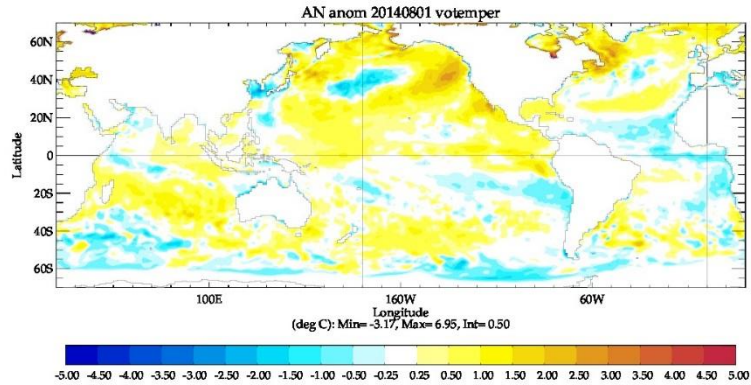 AN anom 20140801 votemper
60N
40N
20N
0
20S
40S
60S
Latitude
100E
160W
60W
Longitude
(deg C): Min= -3.17, Max= 6.95, Int= 0.50
-5.00 -4.50 -4.00 -3.50 -3.00 -2.50 -2.00 -1.50 -1.00 -0.50 -0.25 0.25 0.50 1.00 1.50 2.00 2.50 3.00 3.50 4.00 4.50 5.00